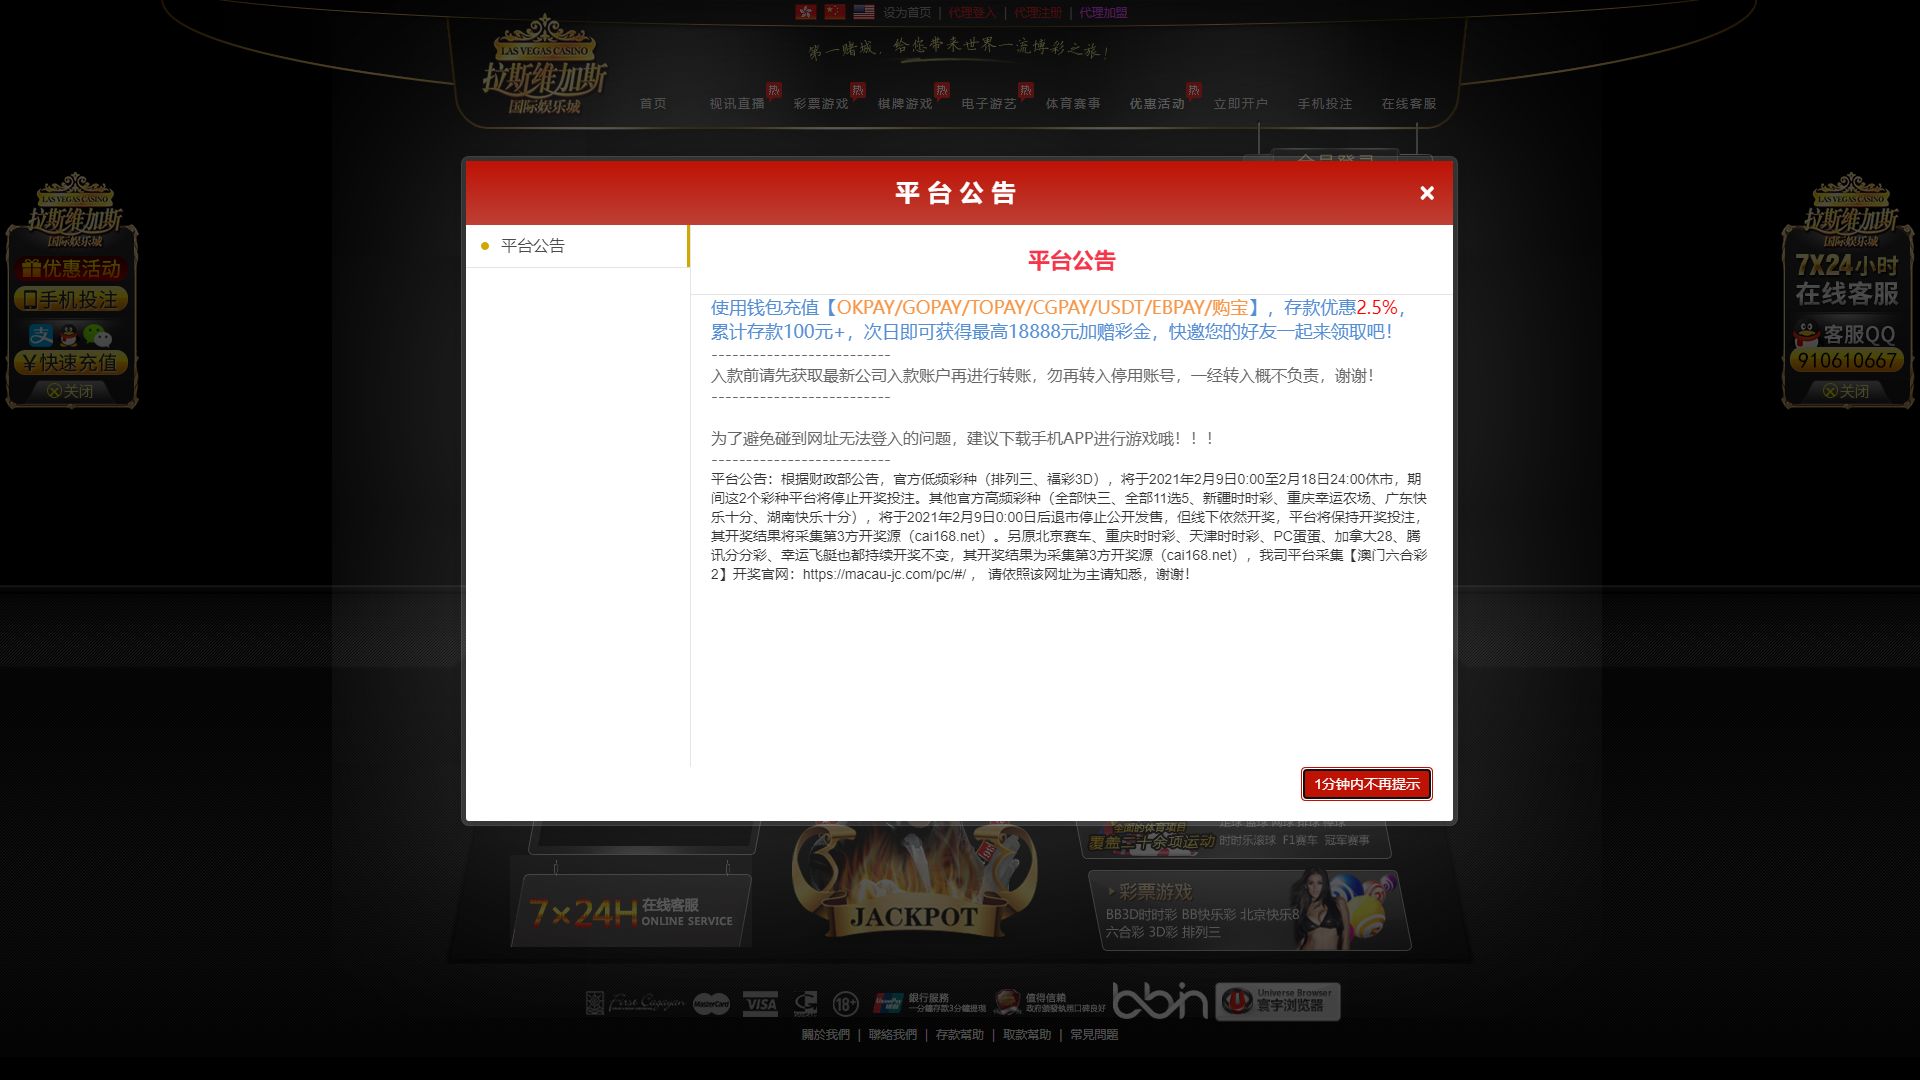 设为首页 | 代理登入 | 代理注册 | 代理加盟
LAS VEGAS CASINO
拉斯维加斯
国际娱乐城
第一赌城，给您带来世界一流博彩之旅！
首页 视讯直播 热 彩票游戏 热 棋牌游戏 热 电子游艺 热 体育赛事 优惠活动 热 立即开户 手机投注 在线客服
会员登录
平台公告
×
平台公告
平台公告
使用钱包充值【OKPAY/GOPAY/TOPAY/CGPAY/USDT/EBPAY/购宝】，存款优惠2.5%，
累计存款100元+，次日即可获得最高18888元加赠彩金，快邀您的好友一起来领取吧！
--------------------------
入款前请先获取最新公司入款账户再进行转账，勿再转入停用账号，一经转入概不负责，谢谢！
--------------------------
为了避免碰到网址无法登入的问题，建议下载手机APP进行游戏哦！！！
--------------------------
平台公告：根据财政部公告，官方低频彩种（排列三、福彩3D），将于2021年2月9日0:00至2月18日24:00休市，期
间这2个彩种平台将停止开奖投注。其他官方高频彩种（全部快三、全部11选5、新疆时时彩、重庆幸运农场、广东快
乐十分、湖南快乐十分），将于2021年2月9日0:00日后退市停止公开发售，但线下依然开奖，平台将保持开奖投注，
其开奖结果将采集第3方开奖源（cai168.net）。另原北京赛车、重庆时时彩、天津时时彩、PC蛋蛋、加拿大28、腾
讯分分彩、幸运飞艇也都持续开奖不变，其开奖结果为采集第3方开奖源（cai168.net），我司平台采集【澳门六合彩
2】开奖官网：https://macau-jc.com/pc/#/ ， 请依照该网址为主请知悉，谢谢！
1分钟内不再提示
LAS VEGAS CASINO
拉斯维加斯
国际娱乐城
优惠活动
手机投注
¥快速充值
关闭
LAS VEGAS CASINO
拉斯维加斯
国际娱乐城
7X24小时
在线客服
客服QQ
910610667
关闭
全面的体育项目
覆盖二十余项运动
时时乐滚球 F1赛车 冠军赛事
7×24H 在线客服
ONLINE SERVICE
JACKPOT
彩票游戏
BB3D时时彩 BB快乐彩 北京快乐8
六合彩 3D彩 排列三
First Cagayan MasterCard VISA 18+ UnionPay 銀行服務 值得信賴 bbin Universe Browser
寰宇浏览器
關於我們 | 聯絡我們 | 存款幫助 | 取款幫助 | 常見問題